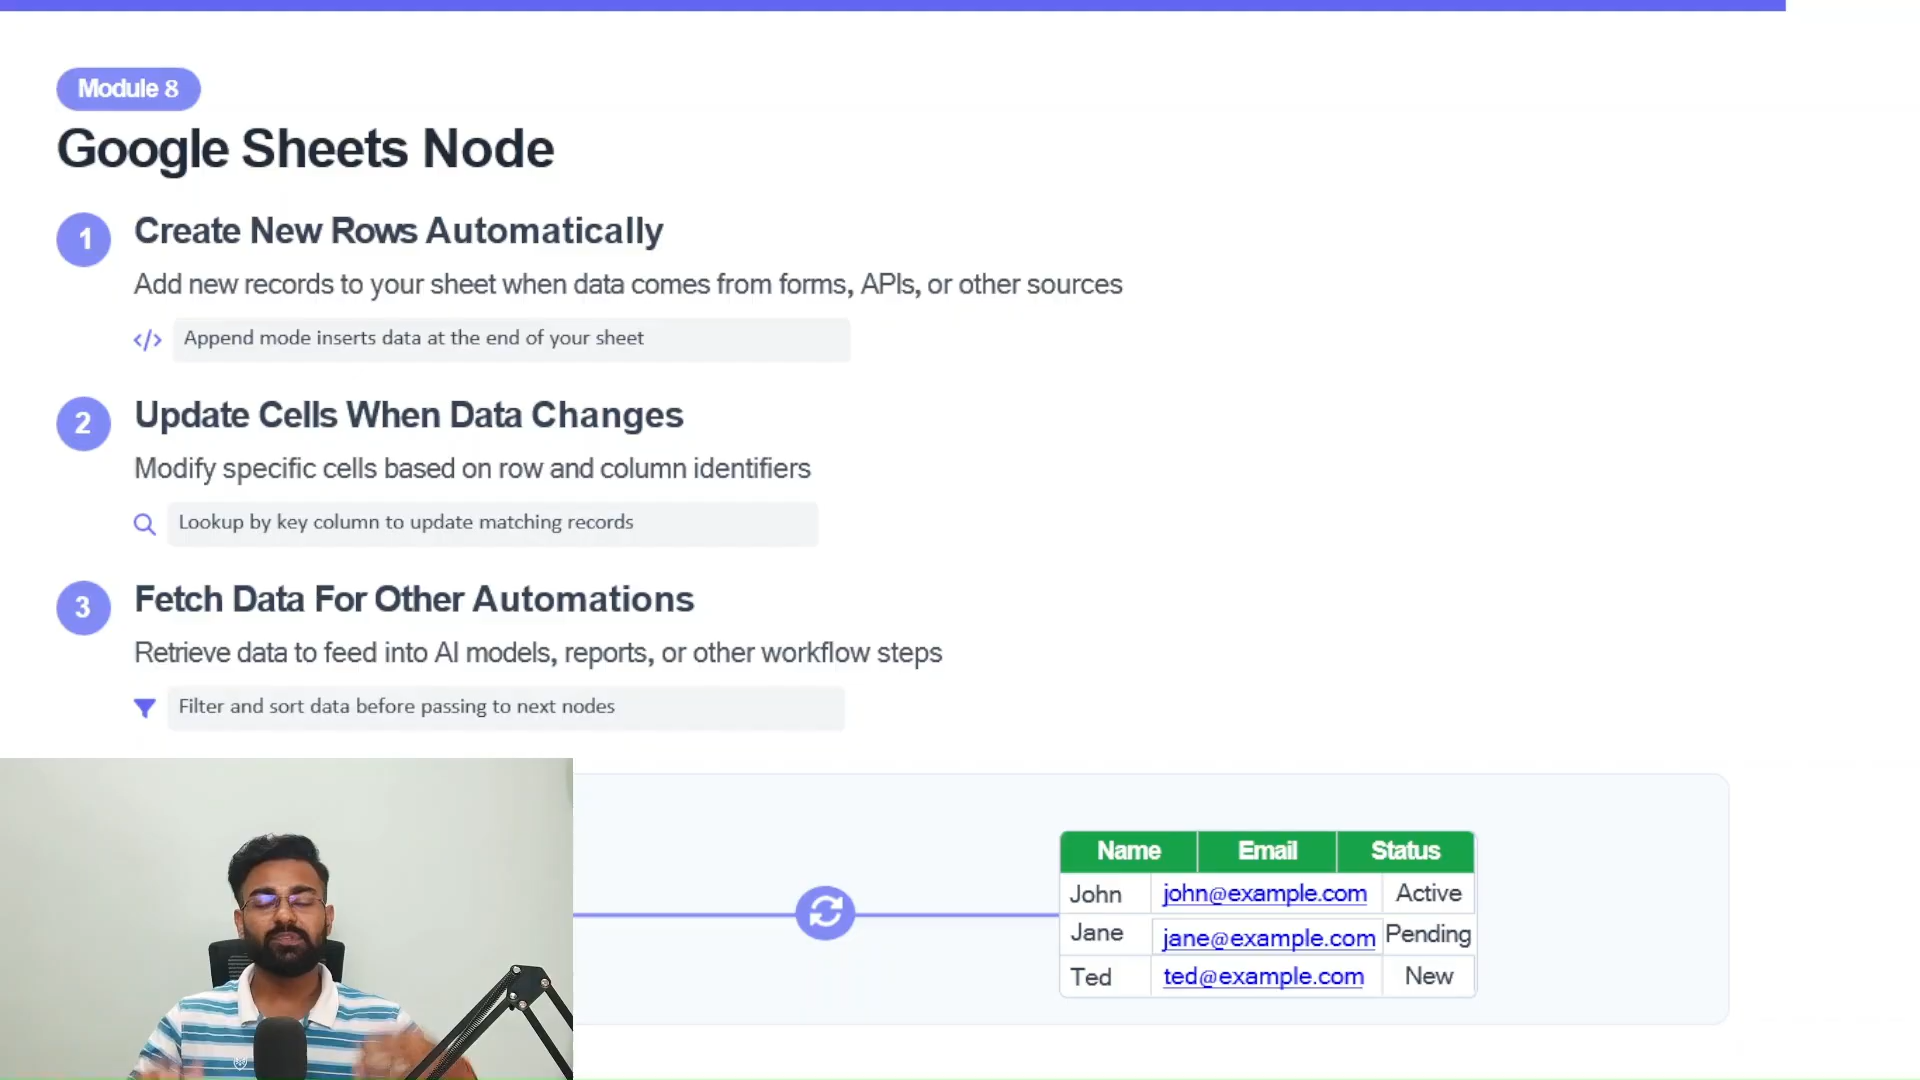 Module 8
Google Sheets Node
1
Create New Rows Automatically
Add new records to your sheet when data comes from forms, APIs, or other sources
</> Append mode inserts data at the end of your sheet
2
Update Cells When Data Changes
Modify specific cells based on row and column identifiers
Lookup by key column to update matching records
3
Fetch Data For Other Automations
Retrieve data to feed into AI models, reports, or other workflow steps
Filter and sort data before passing to next nodes
Name Email Status
John john@example.com Active
Jane jane@example.com Pending
Ted ted@example.com New